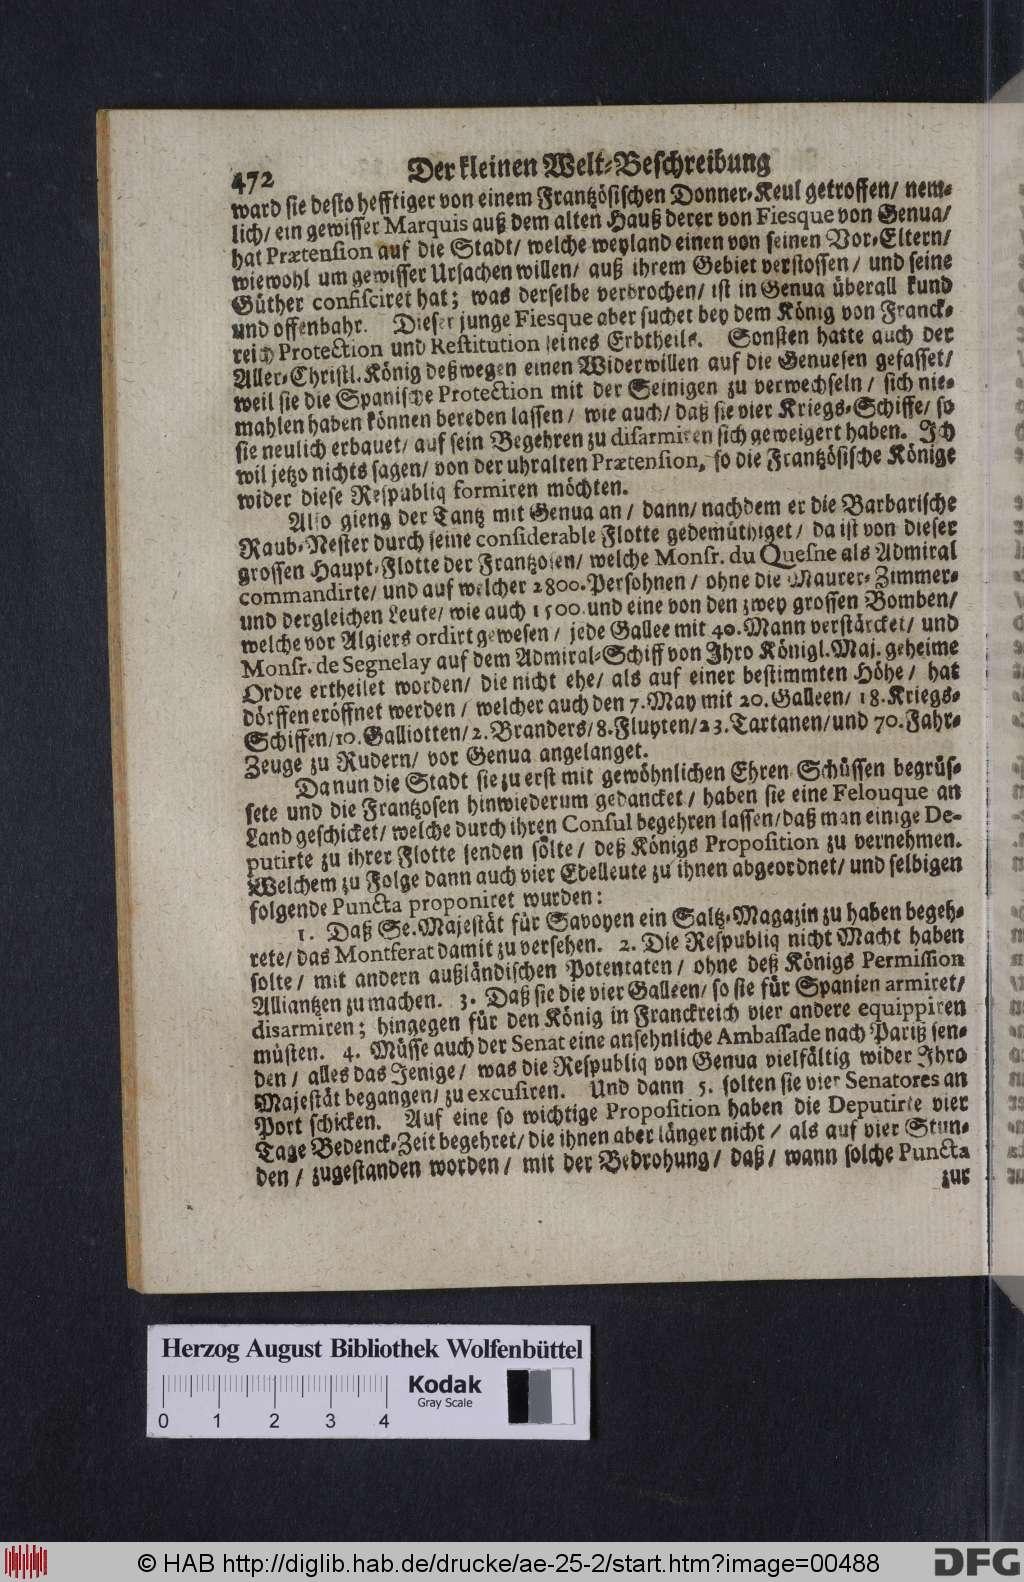 472 Der kleinen Welt-Beschreibung
ward sie desto hefftiger von einem Frantzösischen Donner-Keul getroffen/ nem-
lich/ ein gewisser Marquis auß dem alten Hauß derer von Fiesque von Genua/
hat Prætension auf die Stadt/ welche weyland einen von seinen Vor-Eltern/
wiewohl um gewisser Ursachen willen/ auß ihrem Gebiet verstossen/ und seine
Güther confisciret hat; was derselbe verbrochen/ ist in Genua überall kund
und offenbahr. Dieser junge Fiesque aber suchet bey dem König von Franck-
reich Protection und Restitution seines Erbtheils. Sonsten hatte auch der
Aller-Christl. König deßwegen einen Widerwillen auf die Genuesen gefasset/
weil sie die Spanische Protection mit der Seinigen zu verwechseln/ sich nie-
mahlen haben können bereden lassen/ wie auch/ daß sie vier Kriegs-Schiffe/ so
sie neulich erbauet/ auf sein Begehren zu disarmiren sich geweigert haben. Ich
wil jetzo nichts sagen/ von der uhralten Prætension, so die Frantzösische Könige
wider diese Respubliq formiren möchten.
Also gieng der Tantz mit Genua an/ dann/ nachdem er die Barbarische
Raub-Nester durch seine considerable Flotte gedemüthiget/ da ist von dieser
grossen Haupt-Flotte der Frantzosen/ welche Monsr. du Quesne als Admiral
commandirte/ und auf welcher 2800. Persohnen/ ohne die Maurer-Zimmer-
und dergleichen Leute/ wie auch 1500. und eine von den zwey grossen Bomben/
welche vor Algiers ordirt gewesen/ jede Gallee mit 40. Mann verstärcket/ und
Monsr. de Segnelay auf dem Admiral-Schiff von Ihro Königl. Maj. geheime
Ordre ertheilet worden/ die nicht ehe/ als auf einer bestimmten Höhe/ hat
dörffen eröffnet werden/ welcher auch den 7. May mit 20. Galleen/ 18. Kriegs-
Schiffen/ 10. Galliotten/ 2. Branders/ 8. Fluyten/ 23. Tartanen/ und 70. Fahr-
Zeuge zu Rudern/ vor Genua angelanget.
Da nun die Stadt sie zu erst mit gewöhnlichen Ehren-Schüssen begrüs-
sete und die Frantzosen hinwiederum gedancket/ haben sie eine Felouque an
Land geschicket/ welche durch ihren Consul begehren lassen/ daß man einige De-
putirte zu ihrer Flotte senden solte/ deß Königs Proposition zu vernehmen.
Welchem zu Folge dann auch vier Edelleute zu ihnen abgeordnet/ und selbigen
folgende Puncta proponiret wurden:
1. Daß Se. Majestät für Savoyen ein Saltz-Magazin zu haben begeh-
rete/ das Montferat damit zu versehen. 2. Die Respubliq nicht Macht haben
solte/ mit andern außländischen Potentaten/ ohne deß Königs Permission
Alliantzen zu machen. 3. Daß sie die vier Galleen/ so sie für Spanien armiret/
disarmiren; hingegen für den König in Franckreich vier andere equippiren
müsten. 4. Müsse auch der Senat eine ansehnliche Ambassade nach Pariß sen-
den/ alles das Jenige/ was die Respubliq von Genua vielfältig wider Ihro
Majestät begangen/ zu excusiren. Und dann 5. solten sie vier Senatores an
Port schicken. Auf eine so wichtige Proposition haben die Deputirte vier
Tage Bedenck-Zeit begehret/ die ihnen aber länger nicht/ als auf vier Stun-
den/ zugestanden worden/ mit der Bedrohung/ daß/ wann solche Puncta
zur
Herzog August Bibliothek Wolfenbüttel
Kodak
Gray Scale
0 1 2 3 4
© HAB http://diglib.hab.de/drucke/ae-25-2/start.htm?image=00488
DFG